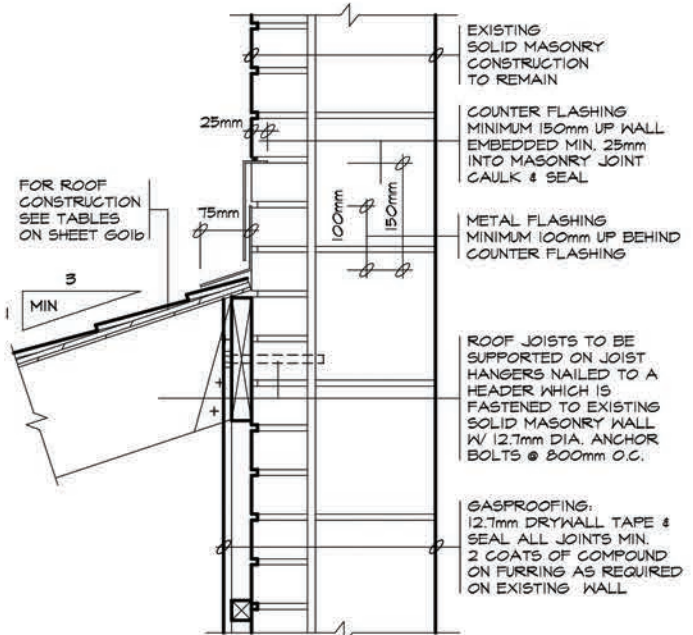 EXISTING
SOLID MASONRY
CONSTRUCTION
TO REMAIN
25mm
COUNTER FLASHING
MINIMUM 150mm UP WALL
EMBEDDED MIN. 25mm
INTO MASONRY JOINT
CAULK & SEAL
FOR ROOF
CONSTRUCTION
SEE TABLES
ON SHEET G01b
75mm
100mm
150mm
METAL FLASHING
MINIMUM 100mm UP BEHIND
COUNTER FLASHING
3
1
MIN
ROOF JOISTS TO BE
SUPPORTED ON JOIST
HANGERS NAILED TO A
HEADER WHICH IS
FASTENED TO EXISTING
SOLID MASONRY WALL
W/ 12.7mm DIA. ANCHOR
BOLTS @ 800mm O.C.
GASPROOFING:
12.7mm DRYWALL TAPE &
SEAL ALL JOINTS MIN.
2 COATS OF COMPOUND
ON FURRING AS REQUIRED
ON EXISTING WALL